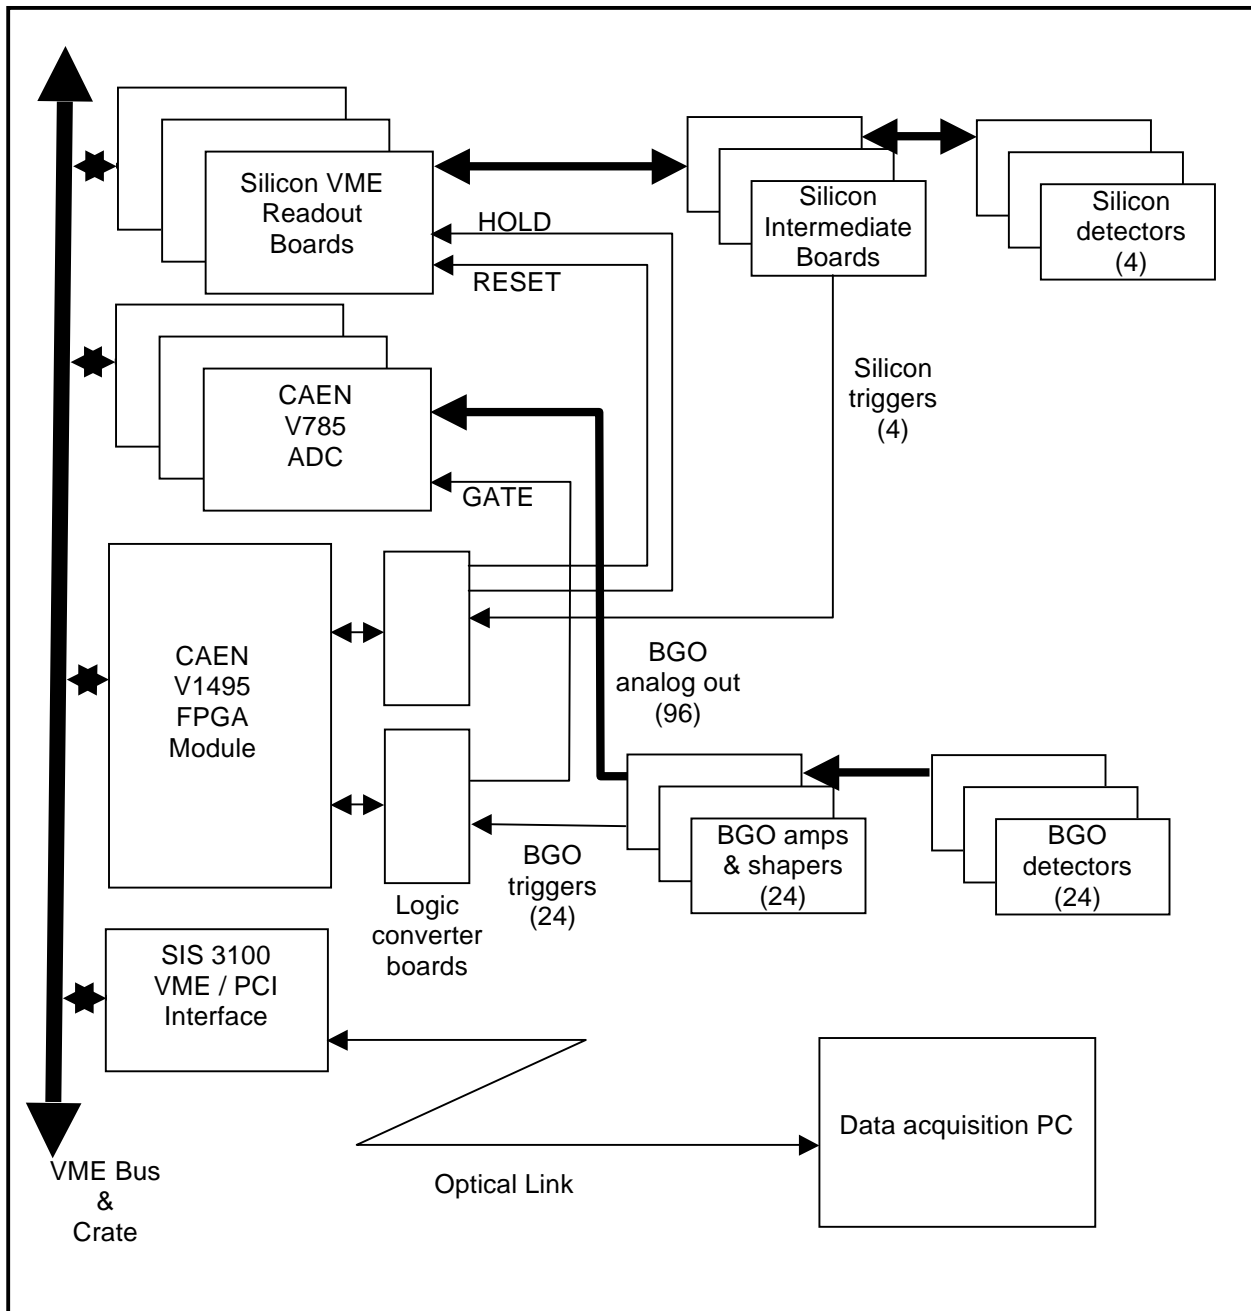 Silicon VME
Readout
Boards
HOLD
RESET
Silicon
Intermediate
Boards
Silicon
detectors
(4)
Silicon
triggers
(4)
CAEN
V785
ADC
GATE
CAEN
V1495
FPGA
Module
BGO
analog out
(96)
BGO amps
& shapers
(24)
BGO
detectors
(24)
BGO
triggers
(24)
Logic
converter
boards
SIS 3100
VME / PCI
Interface
Data acquisition PC
Optical Link
VME Bus
&
Crate